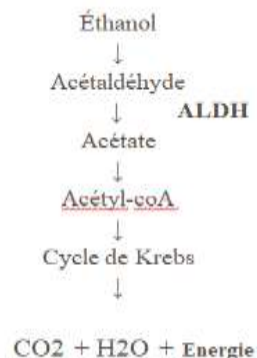 Éthanol
↓
Acétaldéhyde
↓ ALDH
Acétate
↓
Acétyl-coA
↓
Cycle de Krebs
↓
CO2 + H2O + Energie